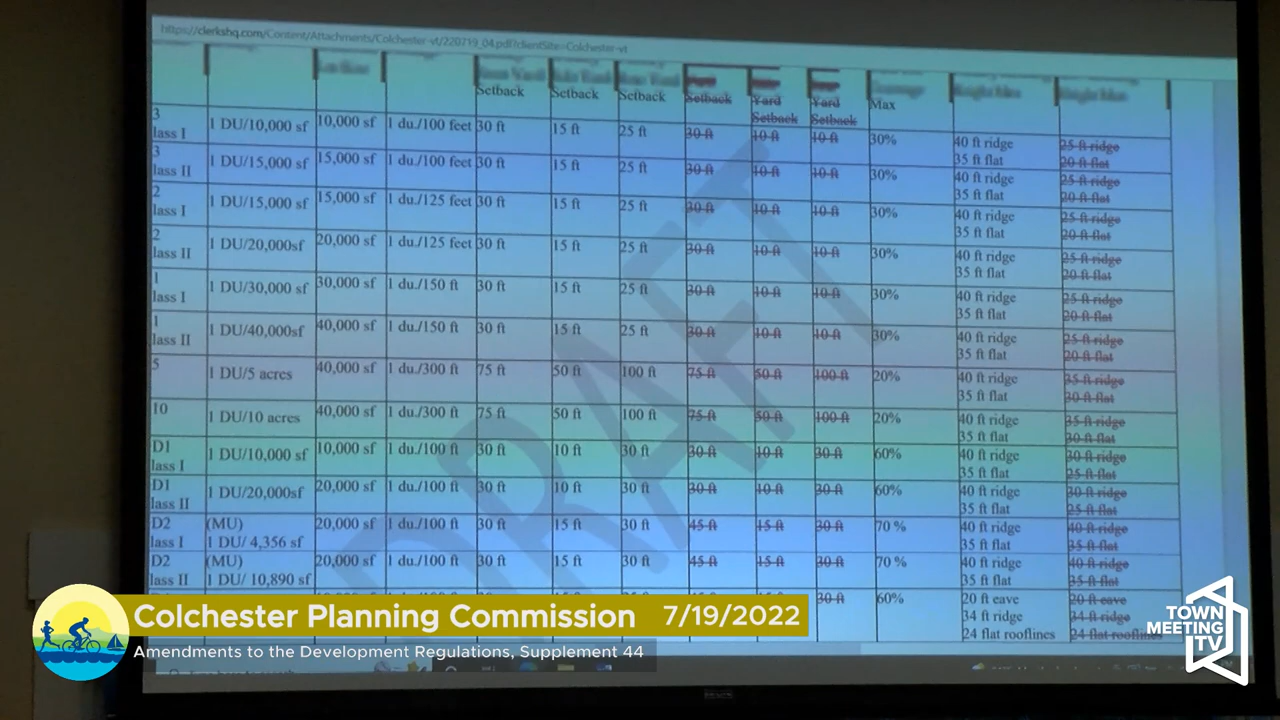 https://clerkshq.com/Content/Attachments/Colchester-vt/220719_04.pdf?clientSite=Colchester-vt
Setback Setback Setback Setback Yard Setback Yard Setback Max
3 lass I 1 DU/10,000 sf 10,000 sf 1 du./100 feet 30 ft 15 ft 25 ft 30 ft 10 ft 10 ft 30% 40 ft ridge 35 ft flat 25 ft ridge 20 ft flat
3 lass II 1 DU/15,000 sf 15,000 sf 1 du./100 feet 30 ft 15 ft 25 ft 30 ft 10 ft 10 ft 30% 40 ft ridge 35 ft flat 25 ft ridge 20 ft flat
2 lass I 1 DU/15,000 sf 15,000 sf 1 du./125 feet 30 ft 15 ft 25 ft 30 ft 10 ft 10 ft 30% 40 ft ridge 35 ft flat 25 ft ridge 20 ft flat
2 lass II 1 DU/20,000sf 20,000 sf 1 du./125 feet 30 ft 15 ft 25 ft 30 ft 10 ft 10 ft 30% 40 ft ridge 35 ft flat 25 ft ridge 20 ft flat
1 lass I 1 DU/30,000 sf 30,000 sf 1 du./150 ft 30 ft 15 ft 25 ft 30 ft 10 ft 10 ft 30% 40 ft ridge 35 ft flat 25 ft ridge 20 ft flat
1 lass II 1 DU/40,000sf 40,000 sf 1 du./150 ft 30 ft 15 ft 25 ft 30 ft 10 ft 10 ft 30% 40 ft ridge 35 ft flat 25 ft ridge 20 ft flat
5 1 DU/5 acres 40,000 sf 1 du./300 ft 75 ft 50 ft 100 ft 75 ft 50 ft 100 ft 20% 40 ft ridge 35 ft flat 35 ft ridge 30 ft flat
10 1 DU/10 acres 40,000 sf 1 du./300 ft 75 ft 50 ft 100 ft 75 ft 50 ft 100 ft 20% 40 ft ridge 35 ft flat 35 ft ridge 30 ft flat
D1 lass I 1 DU/10,000 sf 10,000 sf 1 du./100 ft 30 ft 10 ft 30 ft 30 ft 10 ft 30 ft 60% 40 ft ridge 35 ft flat 30 ft ridge 25 ft flat
D1 lass II 1 DU/20,000sf 20,000 sf 1 du./100 ft 30 ft 10 ft 30 ft 30 ft 10 ft 30 ft 60% 40 ft ridge 35 ft flat 30 ft ridge 25 ft flat
D2 lass I (MU) 1 DU/ 4,356 sf 20,000 sf 1 du./100 ft 30 ft 15 ft 30 ft 45 ft 15 ft 30 ft 70 % 40 ft ridge 35 ft flat 40 ft ridge 35 ft flat
D2 lass II (MU) 1 DU/ 10,890 sf 20,000 sf 1 du./100 ft 30 ft 15 ft 30 ft 45 ft 15 ft 30 ft 70 % 40 ft ridge 35 ft flat 40 ft ridge 35 ft flat
30 ft 60% 20 ft eave 34 ft ridge 24 flat rooflines 20 ft eave 34 ft ridge 24 flat rooflines
DRAFT
Colchester Planning Commission 7/19/2022
Amendments to the Development Regulations, Supplement 44
TOWN
MEETING
TV